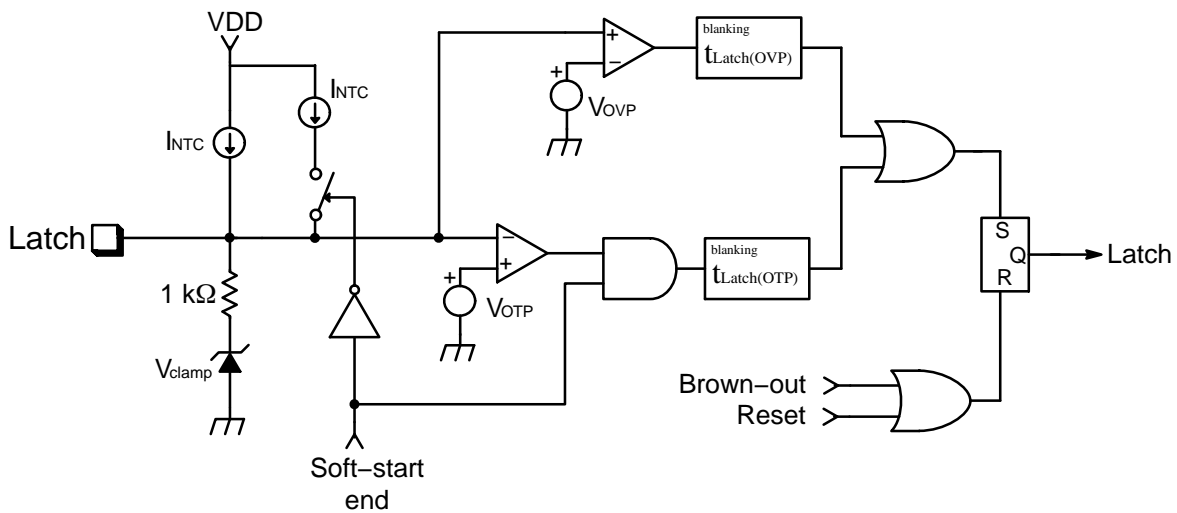 VDD
blanking
tLatch(OVP)
INTC
INTC
+
−
+
VOVP
Latch
−
+
+
VOTP
blanking
tLatch(OTP)
S
Q
R
Latch
1 kΩ
Vclamp
Brown−out
Reset
Soft−start
end